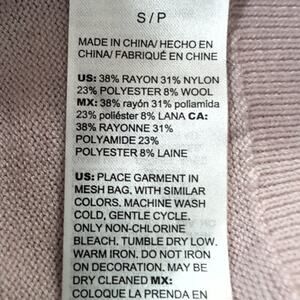 S/P
MADE IN CHINA/ HECHO EN
CHINA/ FABRIQUÉ EN CHINE
US: 38% RAYON 31% NYLON
23% POLYESTER 8% WOOL
MX: 38% rayón 31% poliamida
23% poliéster 8% LANA CA:
38% RAYONNE 31%
POLYAMIDE 23%
POLYESTER 8% LAINE
US: PLACE GARMENT IN
MESH BAG, WITH SIMILAR
COLORS. MACHINE WASH
COLD, GENTLE CYCLE.
ONLY NON-CHLORINE
BLEACH. TUMBLE DRY LOW.
WARM IRON. DO NOT IRON
ON DECORATION. MAY BE
DRY CLEANED MX:
COLOQUE LA PRENDA EN